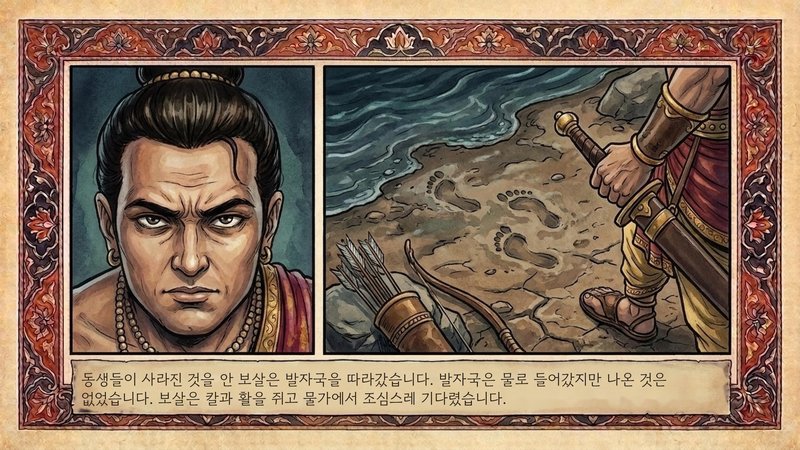 동생들이 사라진 것을 안 보살은 발자국을 따라갔습니다. 발자국은 물로 들어갔지만 나온 것은
없었습니다. 보살은 칼과 활을 쥐고 물가에서 조심스레 기다렸습니다.